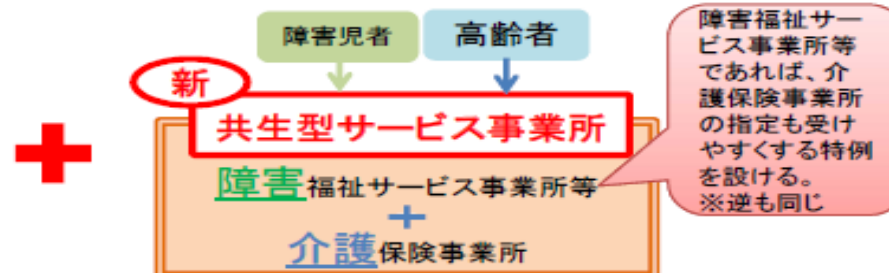 障害児者
高齢者
新
共生型サービス事業所
障害福祉サービス事業所等
+
介護保険事業所
障害福祉サー
ビス事業所等
であれば、介
護保険事業所
の指定も受け
やすくする特例
を設ける。
※逆も同じ